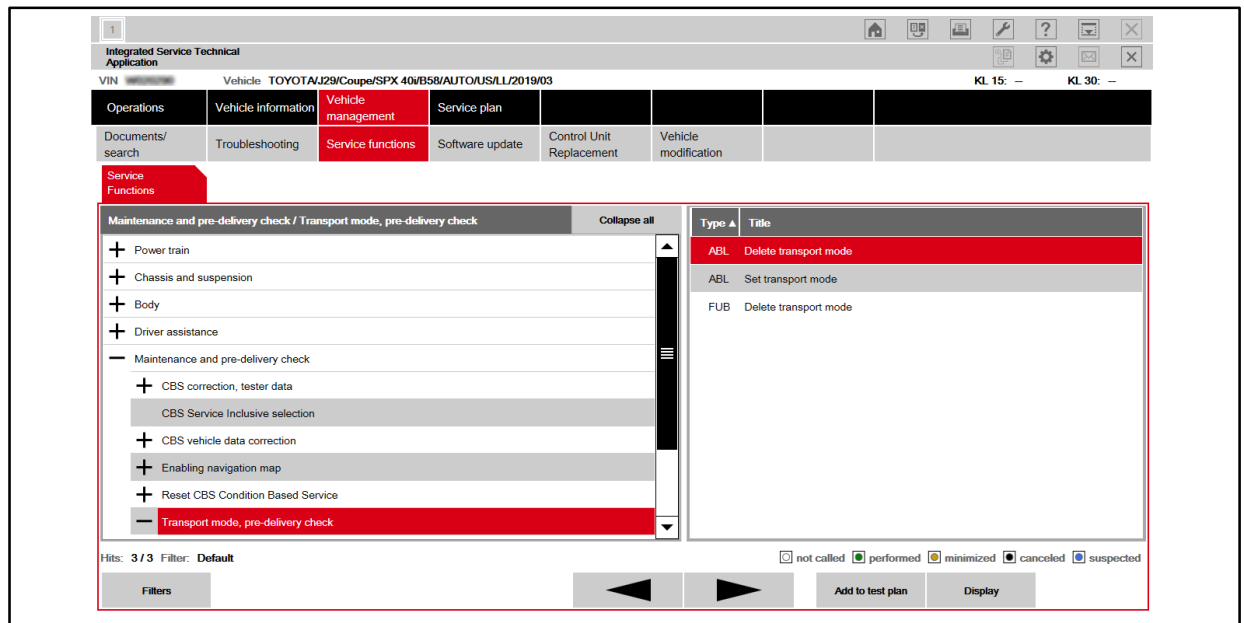 1
?
Integrated Service Technical
Application
VIN Vehicle TOYOTA/J29/Coupe/SPX 40i/B58/AUTO/US/LL/2019/03 KL 15: – KL 30: –
Operations Vehicle information Vehicle management Service plan
Documents/ search Troubleshooting Service functions Software update Control Unit Replacement Vehicle modification
Service
Functions
Maintenance and pre-delivery check / Transport mode, pre-delivery check Collapse all
Type Title
Power train
ABL Delete transport mode
Chassis and suspension
ABL Set transport mode
Body
FUB Delete transport mode
Driver assistance
Maintenance and pre-delivery check
CBS correction, tester data
CBS Service Inclusive selection
CBS vehicle data correction
Enabling navigation map
Reset CBS Condition Based Service
Transport mode, pre-delivery check
Hits: 3 / 3 Filter: Default not called performed minimized canceled suspected
Filters Add to test plan Display